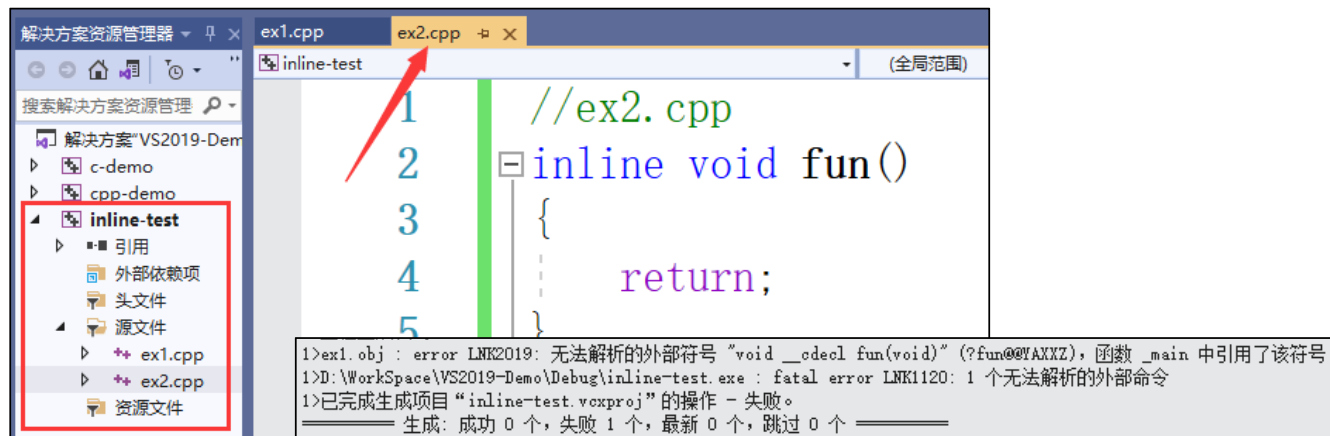 解决方案资源管理器
搜索解决方案资源管理
解决方案"VS2019-Dem
c-demo
cpp-demo
inline-test
引用
外部依赖项
头文件
源文件
ex1.cpp
ex2.cpp
资源文件
ex1.cpp ex2.cpp
inline-test (全局范围)
1 //ex2.cpp
2 inline void fun()
3 {
4 return;
5 }
1>ex1.obj : error LNK2019: 无法解析的外部符号 "void __cdecl fun(void)" (?fun@@YAXXZ)，函数 _main 中引用了该符号
1>D:\WorkSpace\VS2019-Demo\Debug\inline-test.exe : fatal error LNK1120: 1 个无法解析的外部命令
1>已完成生成项目“inline-test.vcxproj”的操作 - 失败。
========== 生成: 成功 0 个，失败 1 个，最新 0 个，跳过 0 个 ==========